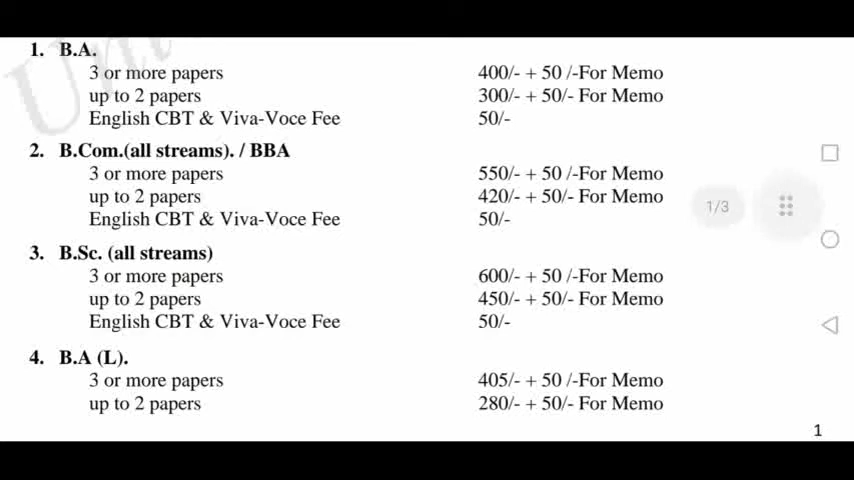 Uni
1. B.A.
3 or more papers 400/- + 50 /-For Memo
up to 2 papers 300/- + 50/- For Memo
English CBT & Viva-Voce Fee 50/-
2. B.Com.(all streams). / BBA
3 or more papers 550/- + 50 /-For Memo
up to 2 papers 420/- + 50/- For Memo
English CBT & Viva-Voce Fee 50/-
1/3
3. B.Sc. (all streams)
3 or more papers 600/- + 50 /-For Memo
up to 2 papers 450/- + 50/- For Memo
English CBT & Viva-Voce Fee 50/-
4. B.A (L).
3 or more papers 405/- + 50 /-For Memo
up to 2 papers 280/- + 50/- For Memo
1